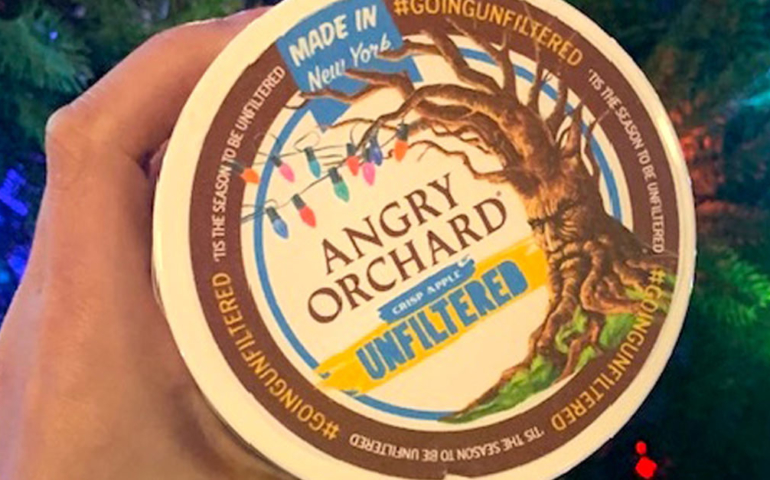 MADE IN
New York
#GOINGUNFILTERED
'TIS THE SEASON TO BE UNFILTERED
'TIS THE SEASON TO BE UNFILTERED
ANGRY
ORCHARD®
CRISP APPLE
UNFILTERED
#GOINGUNFILTERED
#GOINGUNFILTERED
'TIS THE SEASON TO BE UNFILTERED